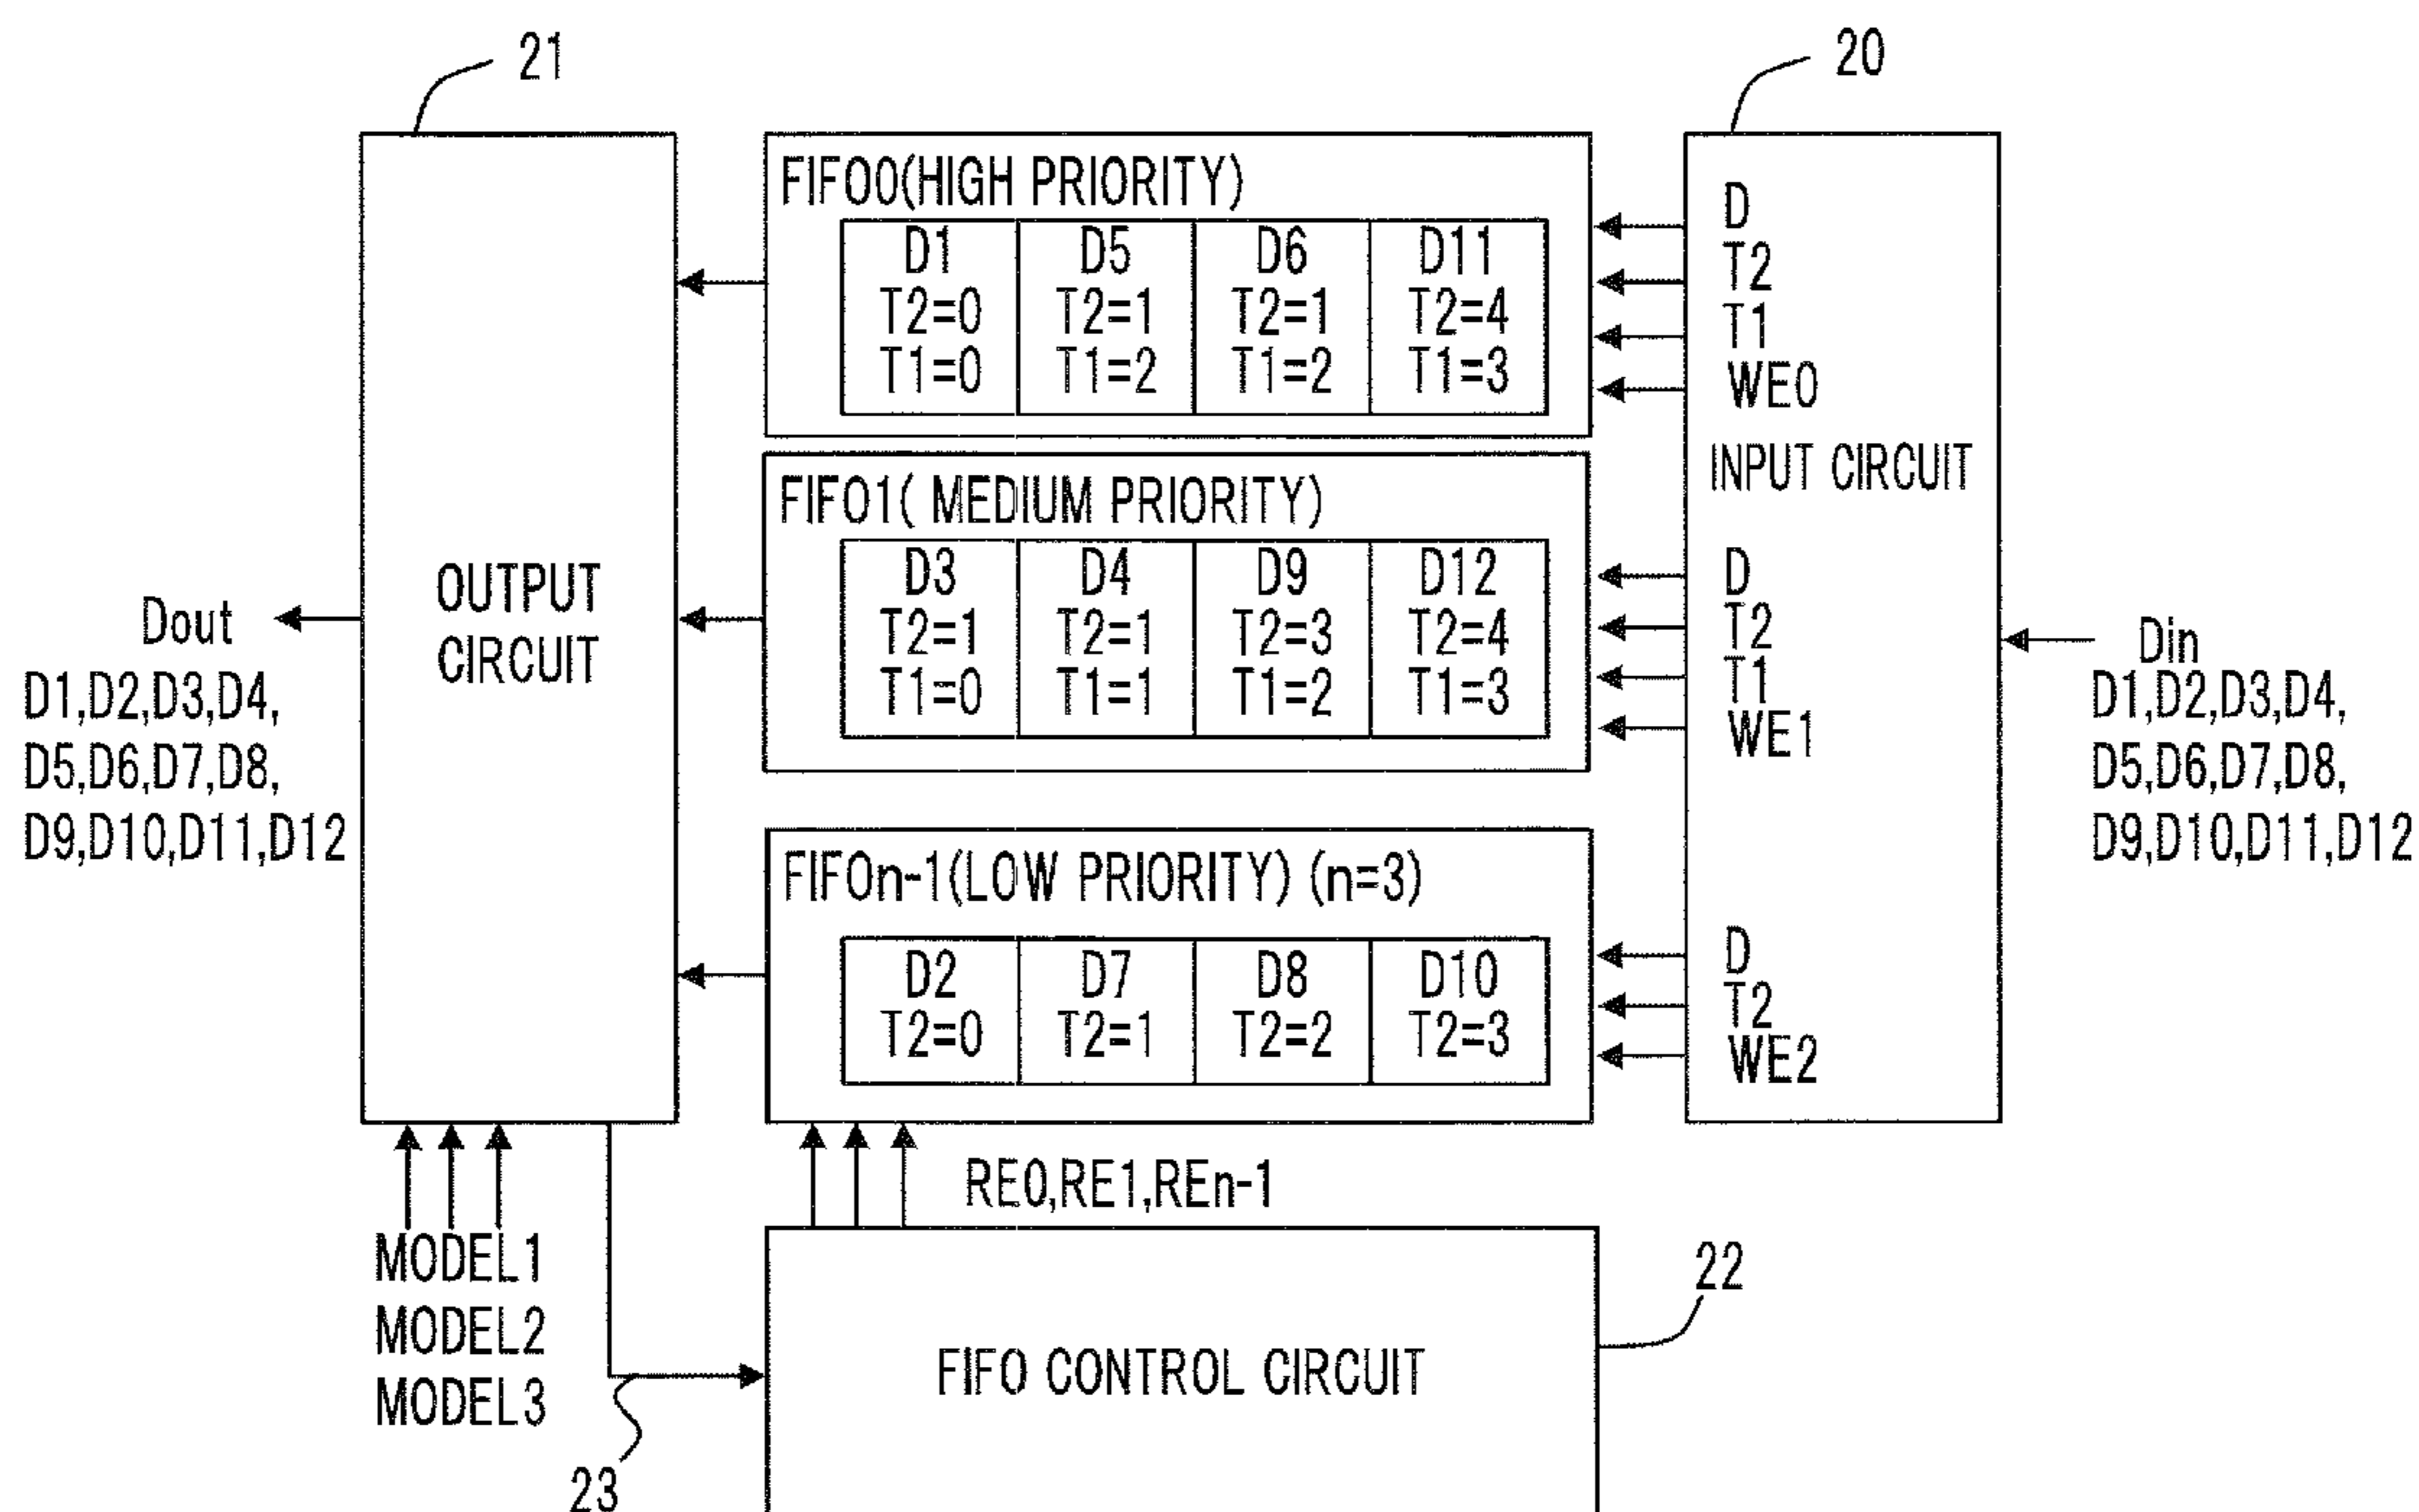 21
20
FIFO0(HIGH PRIORITY)
D1
T2=0
T1=0
D5
T2=1
T1=2
D6
T2=1
T1=2
D11
T2=4
T1=3
D
T2
T1
WE0
INPUT CIRCUIT
FIFO1( MEDIUM PRIORITY)
D3
T2=1
T1=0
D4
T2=1
T1=1
D9
T2=3
T1=2
D12
T2=4
T1=3
D
T2
T1
WE1
OUTPUT
CIRCUIT
Dout
D1,D2,D3,D4,
D5,D6,D7,D8,
D9,D10,D11,D12
Din
D1,D2,D3,D4,
D5,D6,D7,D8,
D9,D10,D11,D12
FIFOn-1(LOW PRIORITY) (n=3)
D2
T2=0
D7
T2=1
D8
T2=2
D10
T2=3
D
T2
WE2
RE0,RE1,REn-1
MODEL1
MODEL2
MODEL3
FIFO CONTROL CIRCUIT
22
23